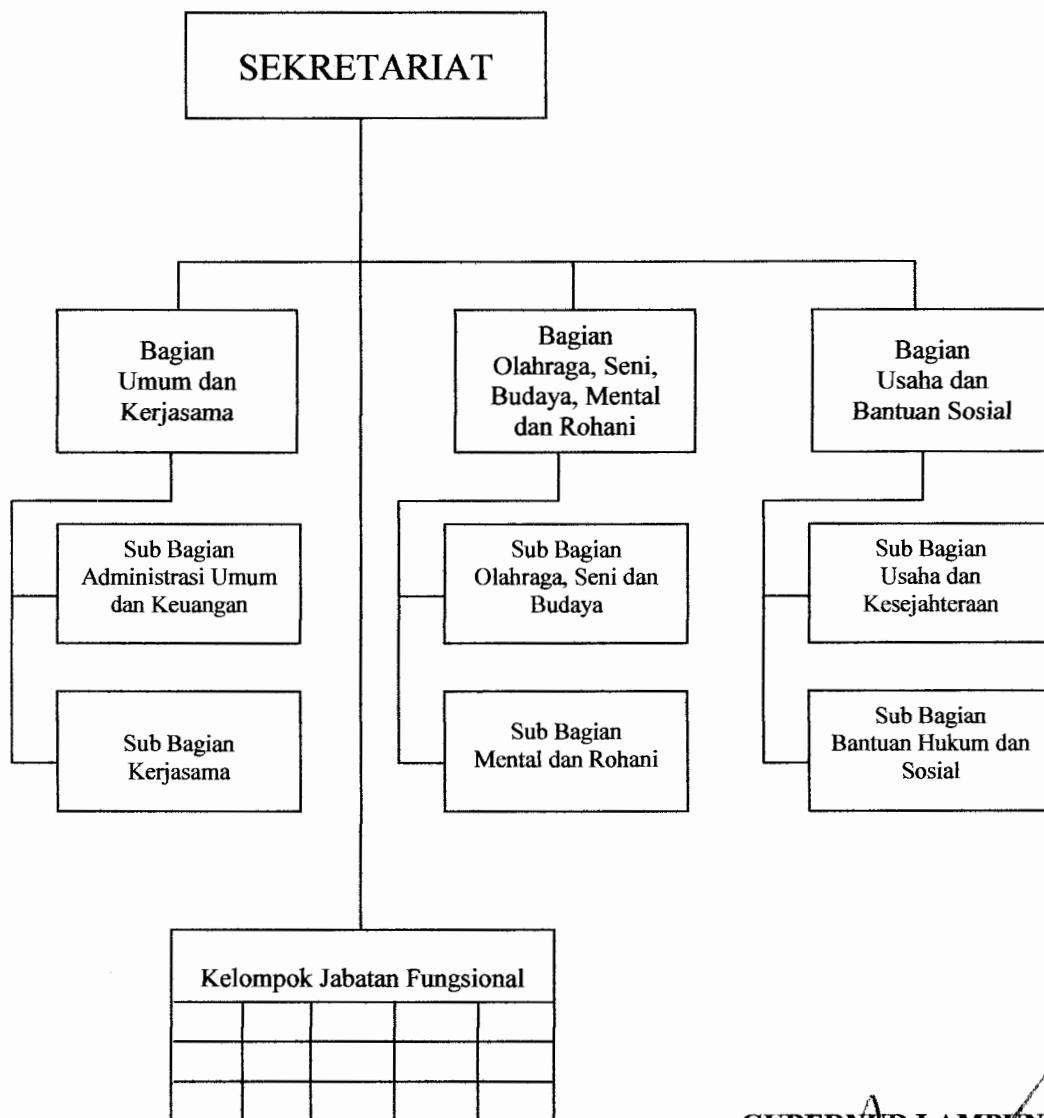 SEKRETARIAT
Bagian
Umum dan
Kerjasama
Bagian
Olahraga, Seni,
Budaya, Mental
dan Rohani
Bagian
Usaha dan
Bantuan Sosial
Sub Bagian
Administrasi Umum
dan Keuangan
Sub Bagian
Olahraga, Seni dan
Budaya
Sub Bagian
Usaha dan
Kesejahteraan
Sub Bagian
Kerjasama
Sub Bagian
Mental dan Rohani
Sub Bagian
Bantuan Hukum dan
Sosial
Kelompok Jabatan Fungsional